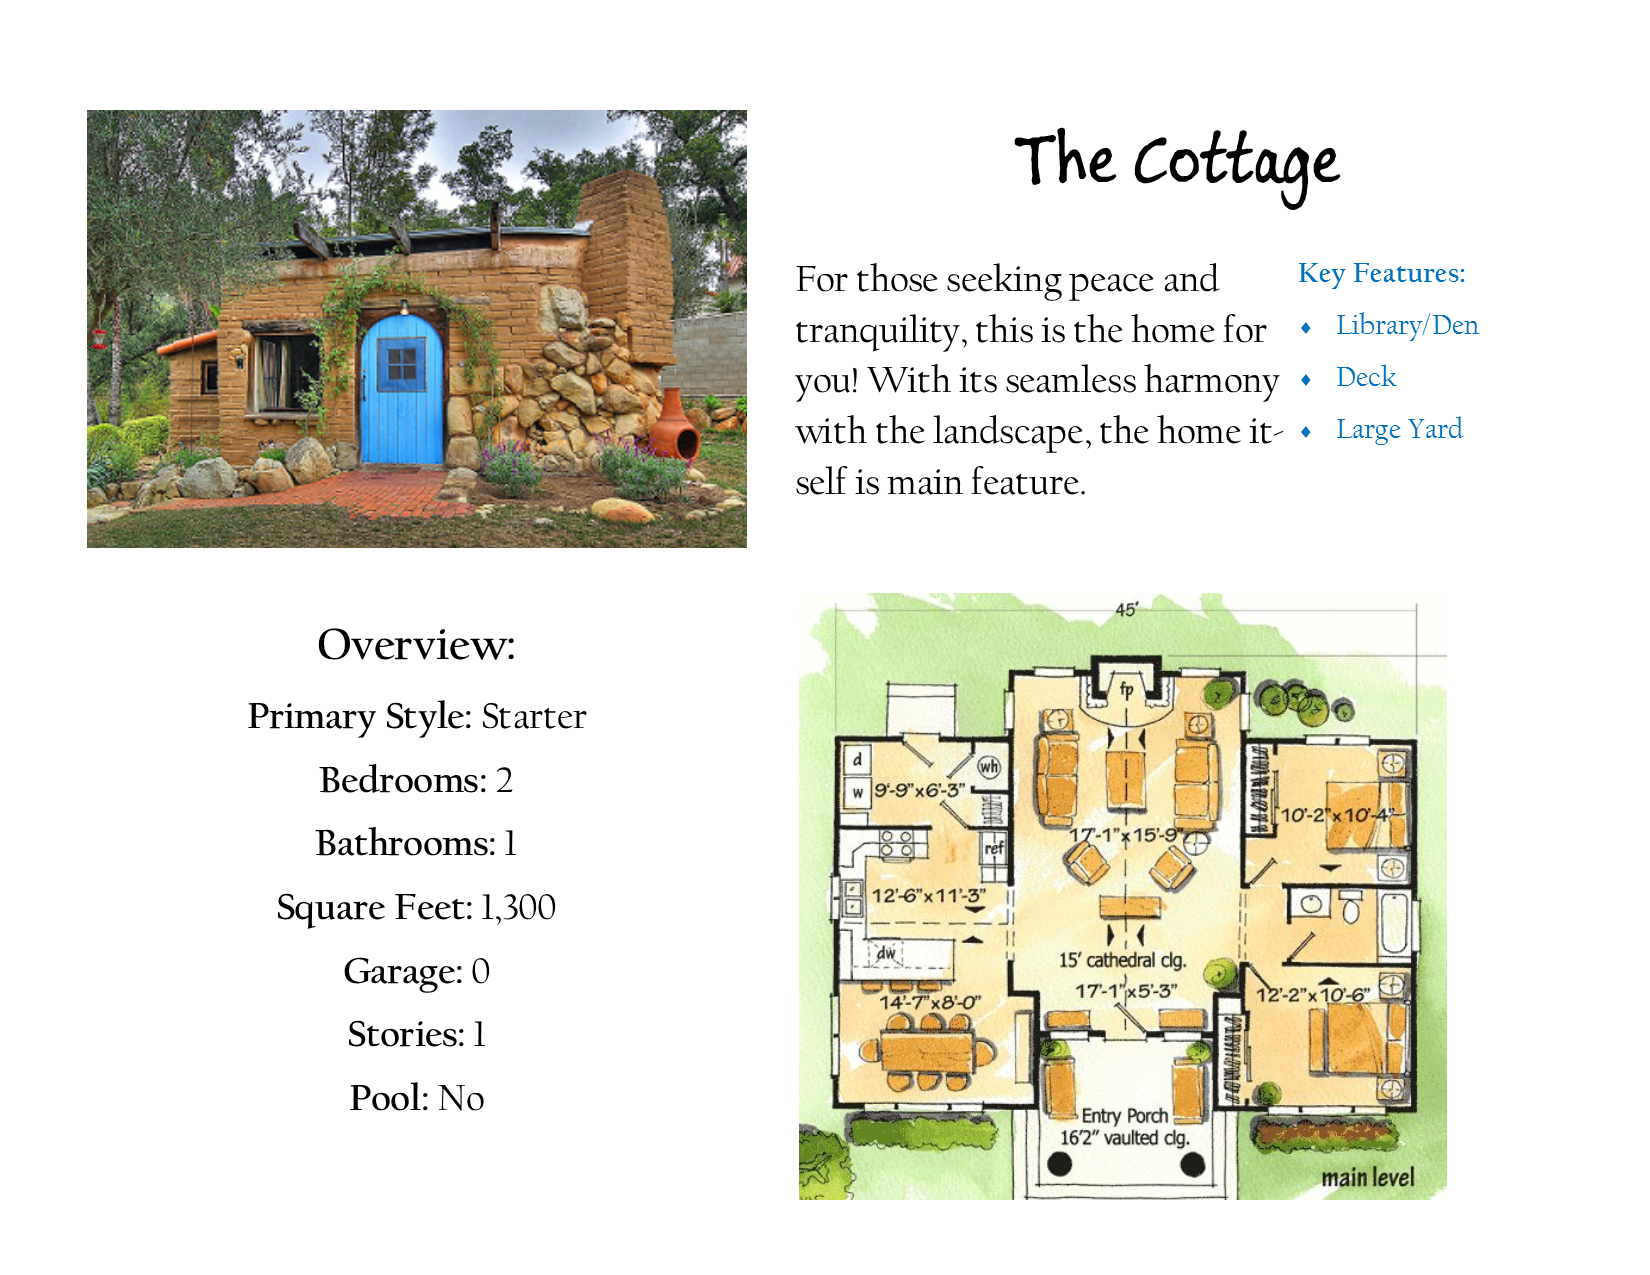 The Cottage
For those seeking peace and
tranquility, this is the home for
you! With its seamless harmony
with the landscape, the home it-
self is main feature.
Key Features:
♦ Library/Den
♦ Deck
♦ Large Yard
Overview:
Primary Style: Starter
Bedrooms: 2
Bathrooms: 1
Square Feet: 1,300
Garage: 0
Stories: 1
Pool: No
45'
fp
d
wh
w
9'-9"x6'-3"
10'-2"x10'-4"
17'-1"x15'-9"
ref
12'-6"x11'-3"
dw
15' cathedral clg.
17'-1"x5'-3"
12'-2"x10'-6"
14'-7"x8'-0"
Entry Porch
16'2" vaulted clg.
main level